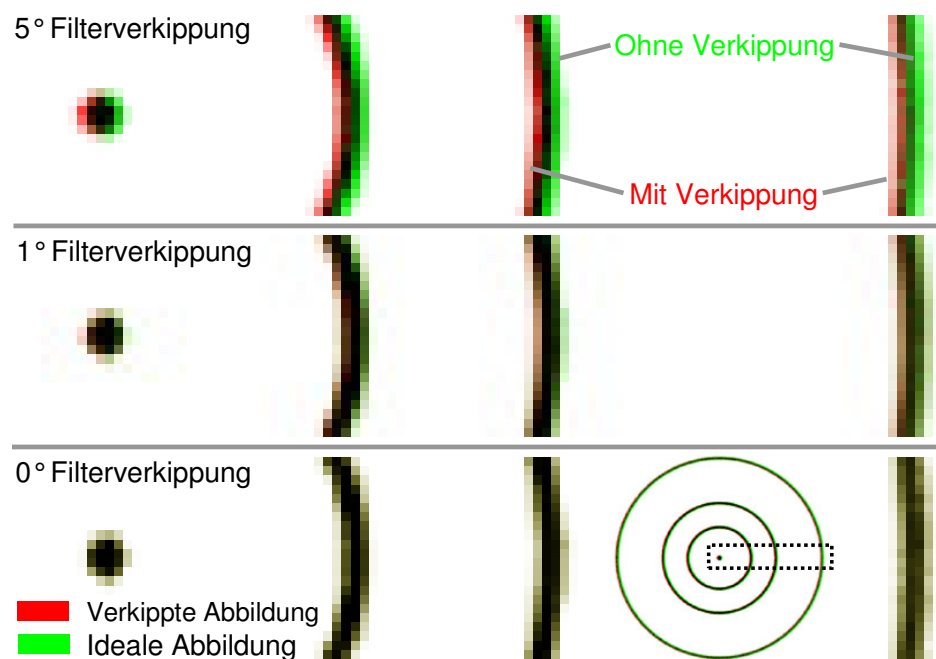 5° Filterverkippung
Ohne Verkippung
Mit Verkippung
1° Filterverkippung
0° Filterverkippung
Verkippte Abbildung
Ideale Abbildung